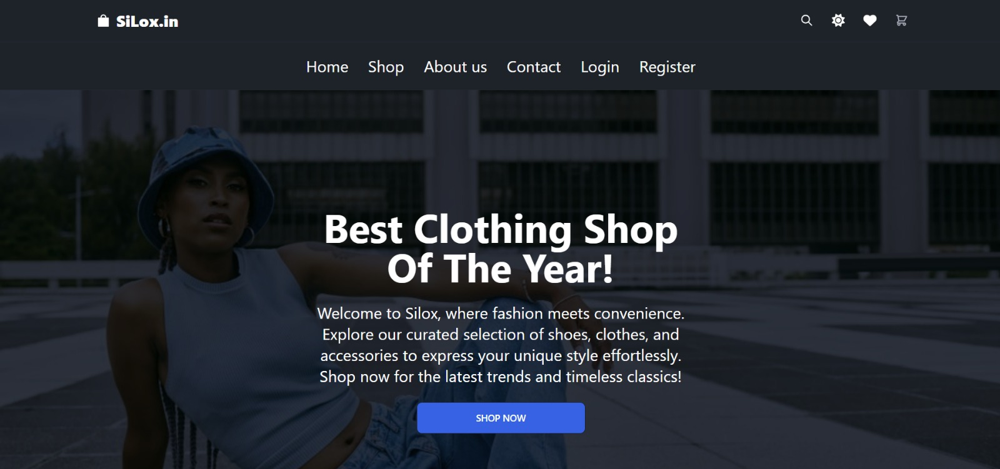 SiLox.in
Home Shop About us Contact Login Register
Best Clothing Shop
Of The Year!
Welcome to Silox, where fashion meets convenience.
Explore our curated selection of shoes, clothes, and
accessories to express your unique style effortlessly.
Shop now for the latest trends and timeless classics!
SHOP NOW